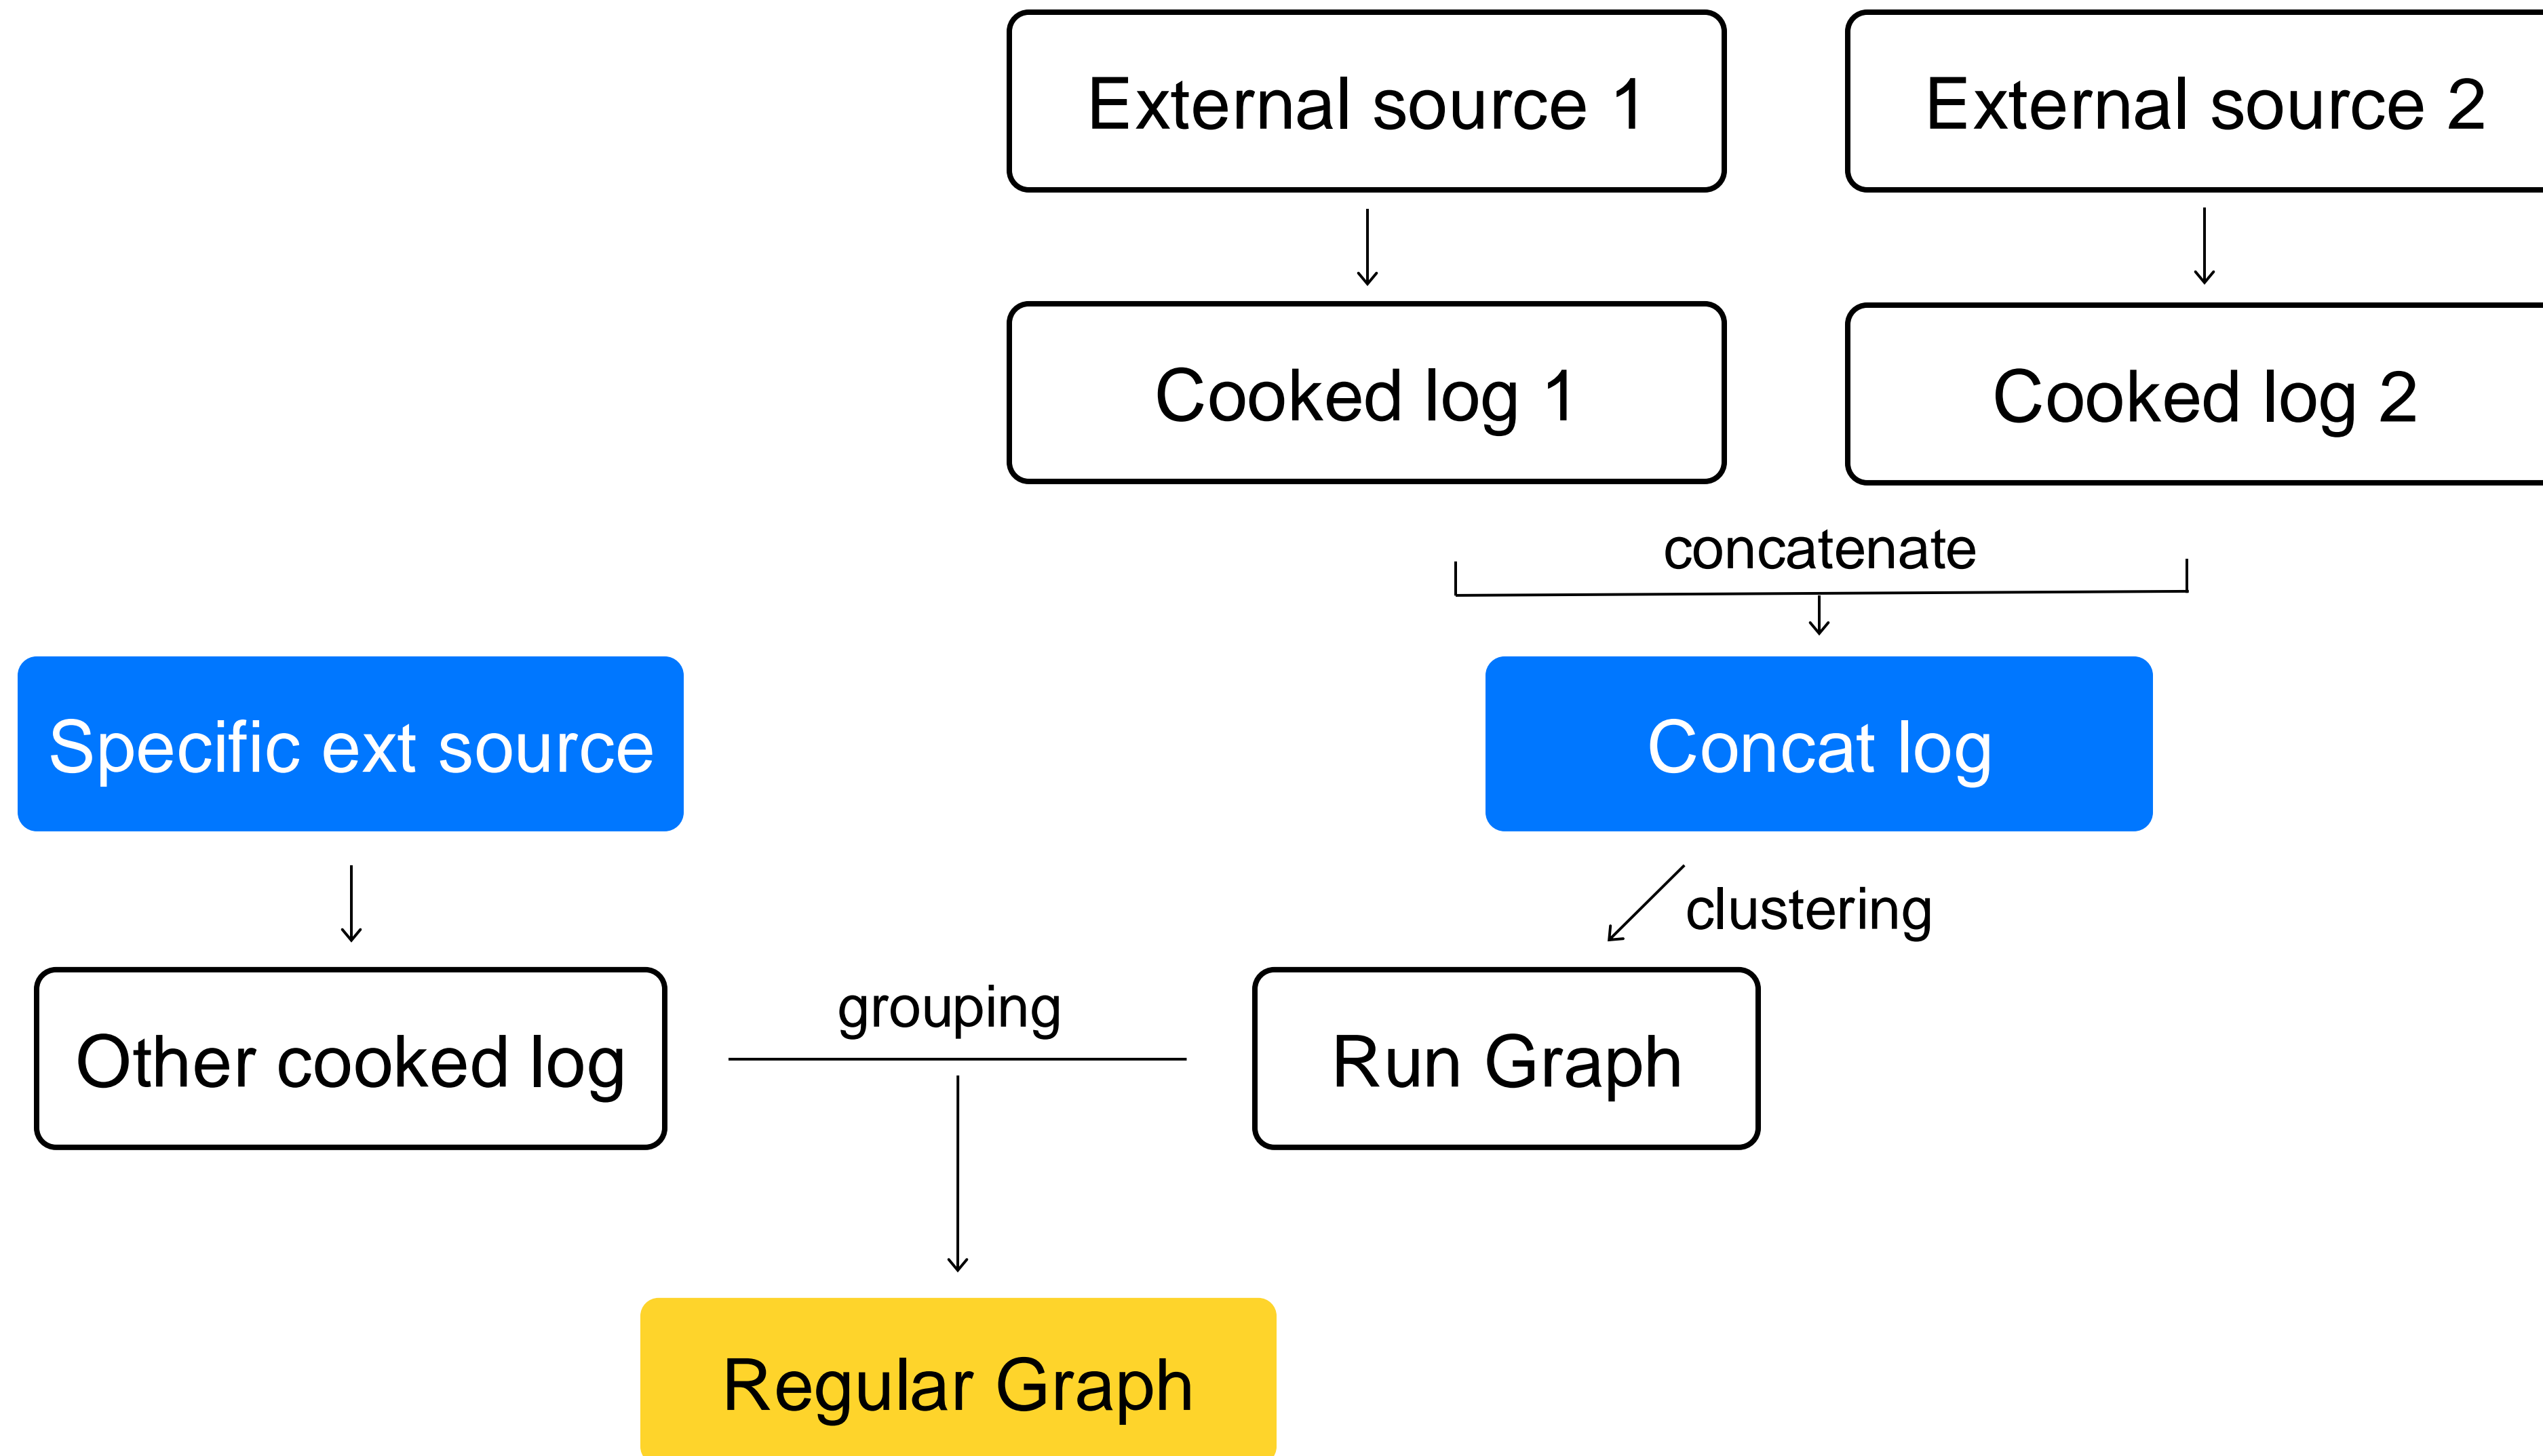 External source 1
External source 2
Cooked log 1
Cooked log 2
concatenate
Specific ext source
Concat log
clustering
grouping
Other cooked log
Run Graph
Regular Graph